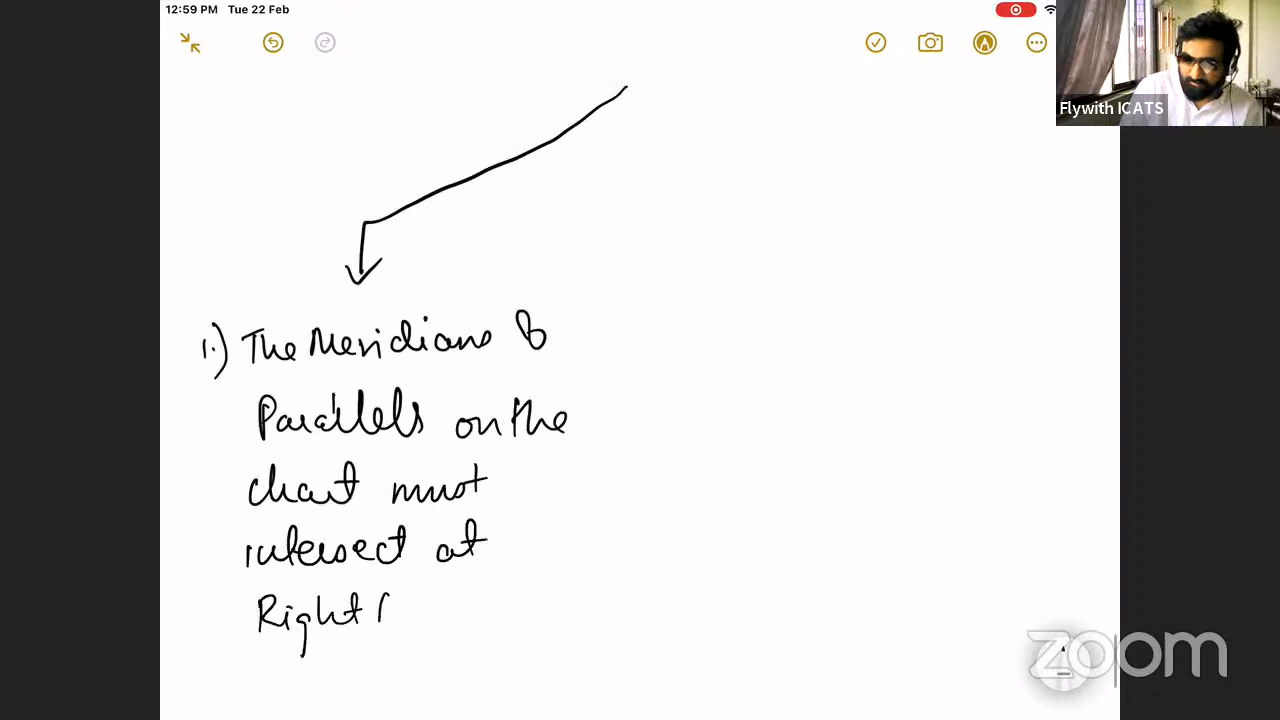 12:59 PM Tue 22 Feb
Flywith ICATS
1.) The Meridians &
Parallels on the
chart must
intersect at
Right
zoom